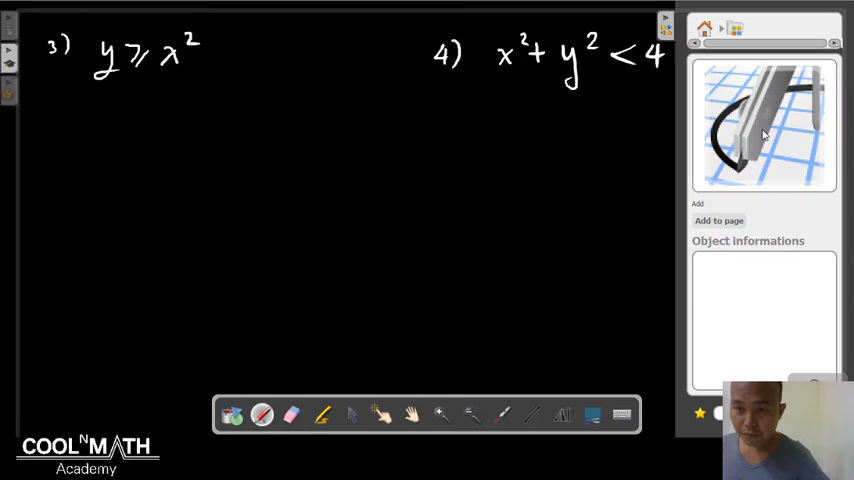 3) y ⩾ x²
4) x² + y² < 4
Add
Add to page
Object informations
COOL^N MATH
Academy